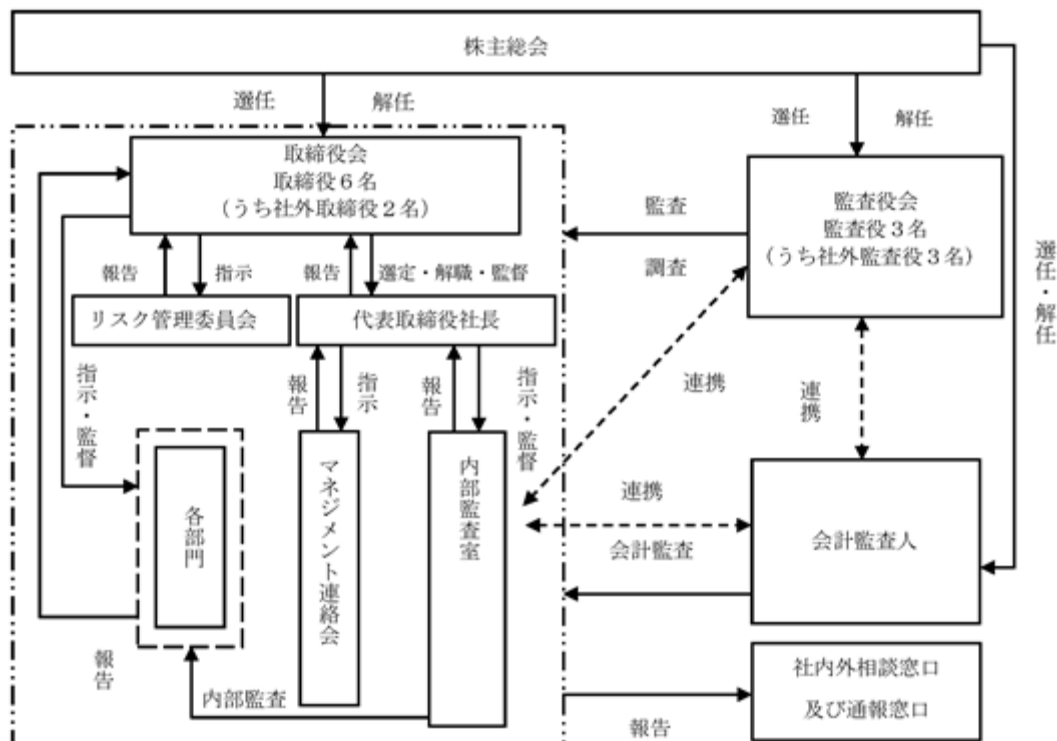 株主総会
選任
解任
選任
解任
取締役会
取締役6名
（うち社外取締役2名）
監査役会
監査役3名
（うち社外監査役3名）
監査
調査
選任・解任
報告
指示
報告
選定・解職・監督
リスク管理委員会
代表取締役社長
指示・監督
報告
指示
報告
指示・監督
連携
連携
各部門
マネジメント連絡会
内部監査室
連携
会計監査
会計監査人
報告
内部監査
報告
社内外相談窓口
及び通報窓口